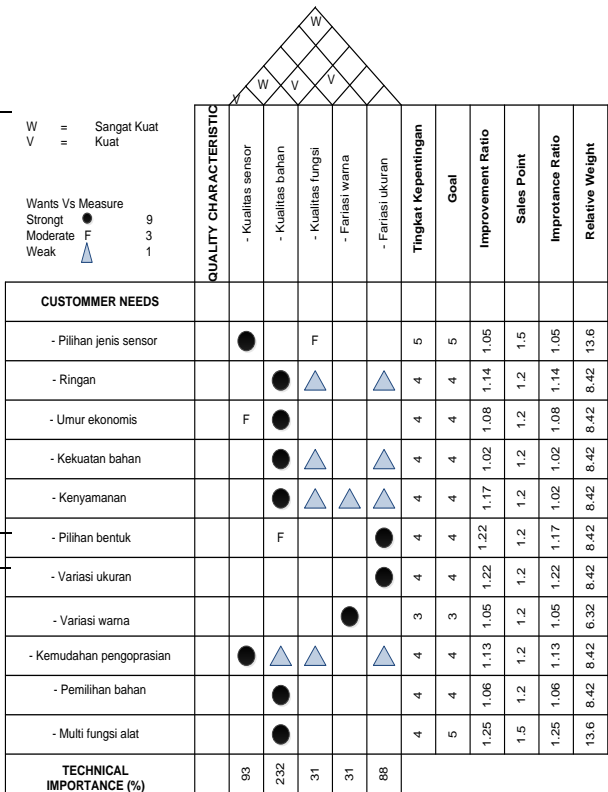 W
W V V
V
W = Sangat Kuat
V = Kuat
Wants Vs Measure
Strongt 9
Moderate F 3
Weak 1
QUALITY CHARACTERISTIC
- Kualitas sensor
- Kualitas bahan
- Kualitas fungsi
- Fariasi warna
- Fariasi ukuran
Tingkat Kepentingan
Goal
Improvement Ratio
Sales Point
Improtance Ratio
Relative Weight
CUSTOMMER NEEDS
- Pilihan jenis sensor F 5 5 1.05 1.5 1.05 13.6
- Ringan 4 4 1.14 1.2 1.14 8.42
- Umur ekonomis F 4 4 1.08 1.2 1.08 8.42
- Kekuatan bahan 4 4 1.02 1.2 1.02 8.42
- Kenyamanan 4 4 1.17 1.2 1.02 8.42
- Pilihan bentuk F 4 4 1.22 1.2 1.17 8.42
- Variasi ukuran 4 4 1.22 1.2 1.22 8.42
- Variasi warna 3 3 1.05 1.2 1.05 6.32
- Kemudahan pengoprasian 4 4 1.13 1.2 1.13 8.42
- Pemilihan bahan 4 4 1.06 1.2 1.06 8.42
- Multi fungsi alat 4 5 1.25 1.5 1.25 13.6
TECHNICAL
IMPORTANCE (%) 93 232 31 31 88